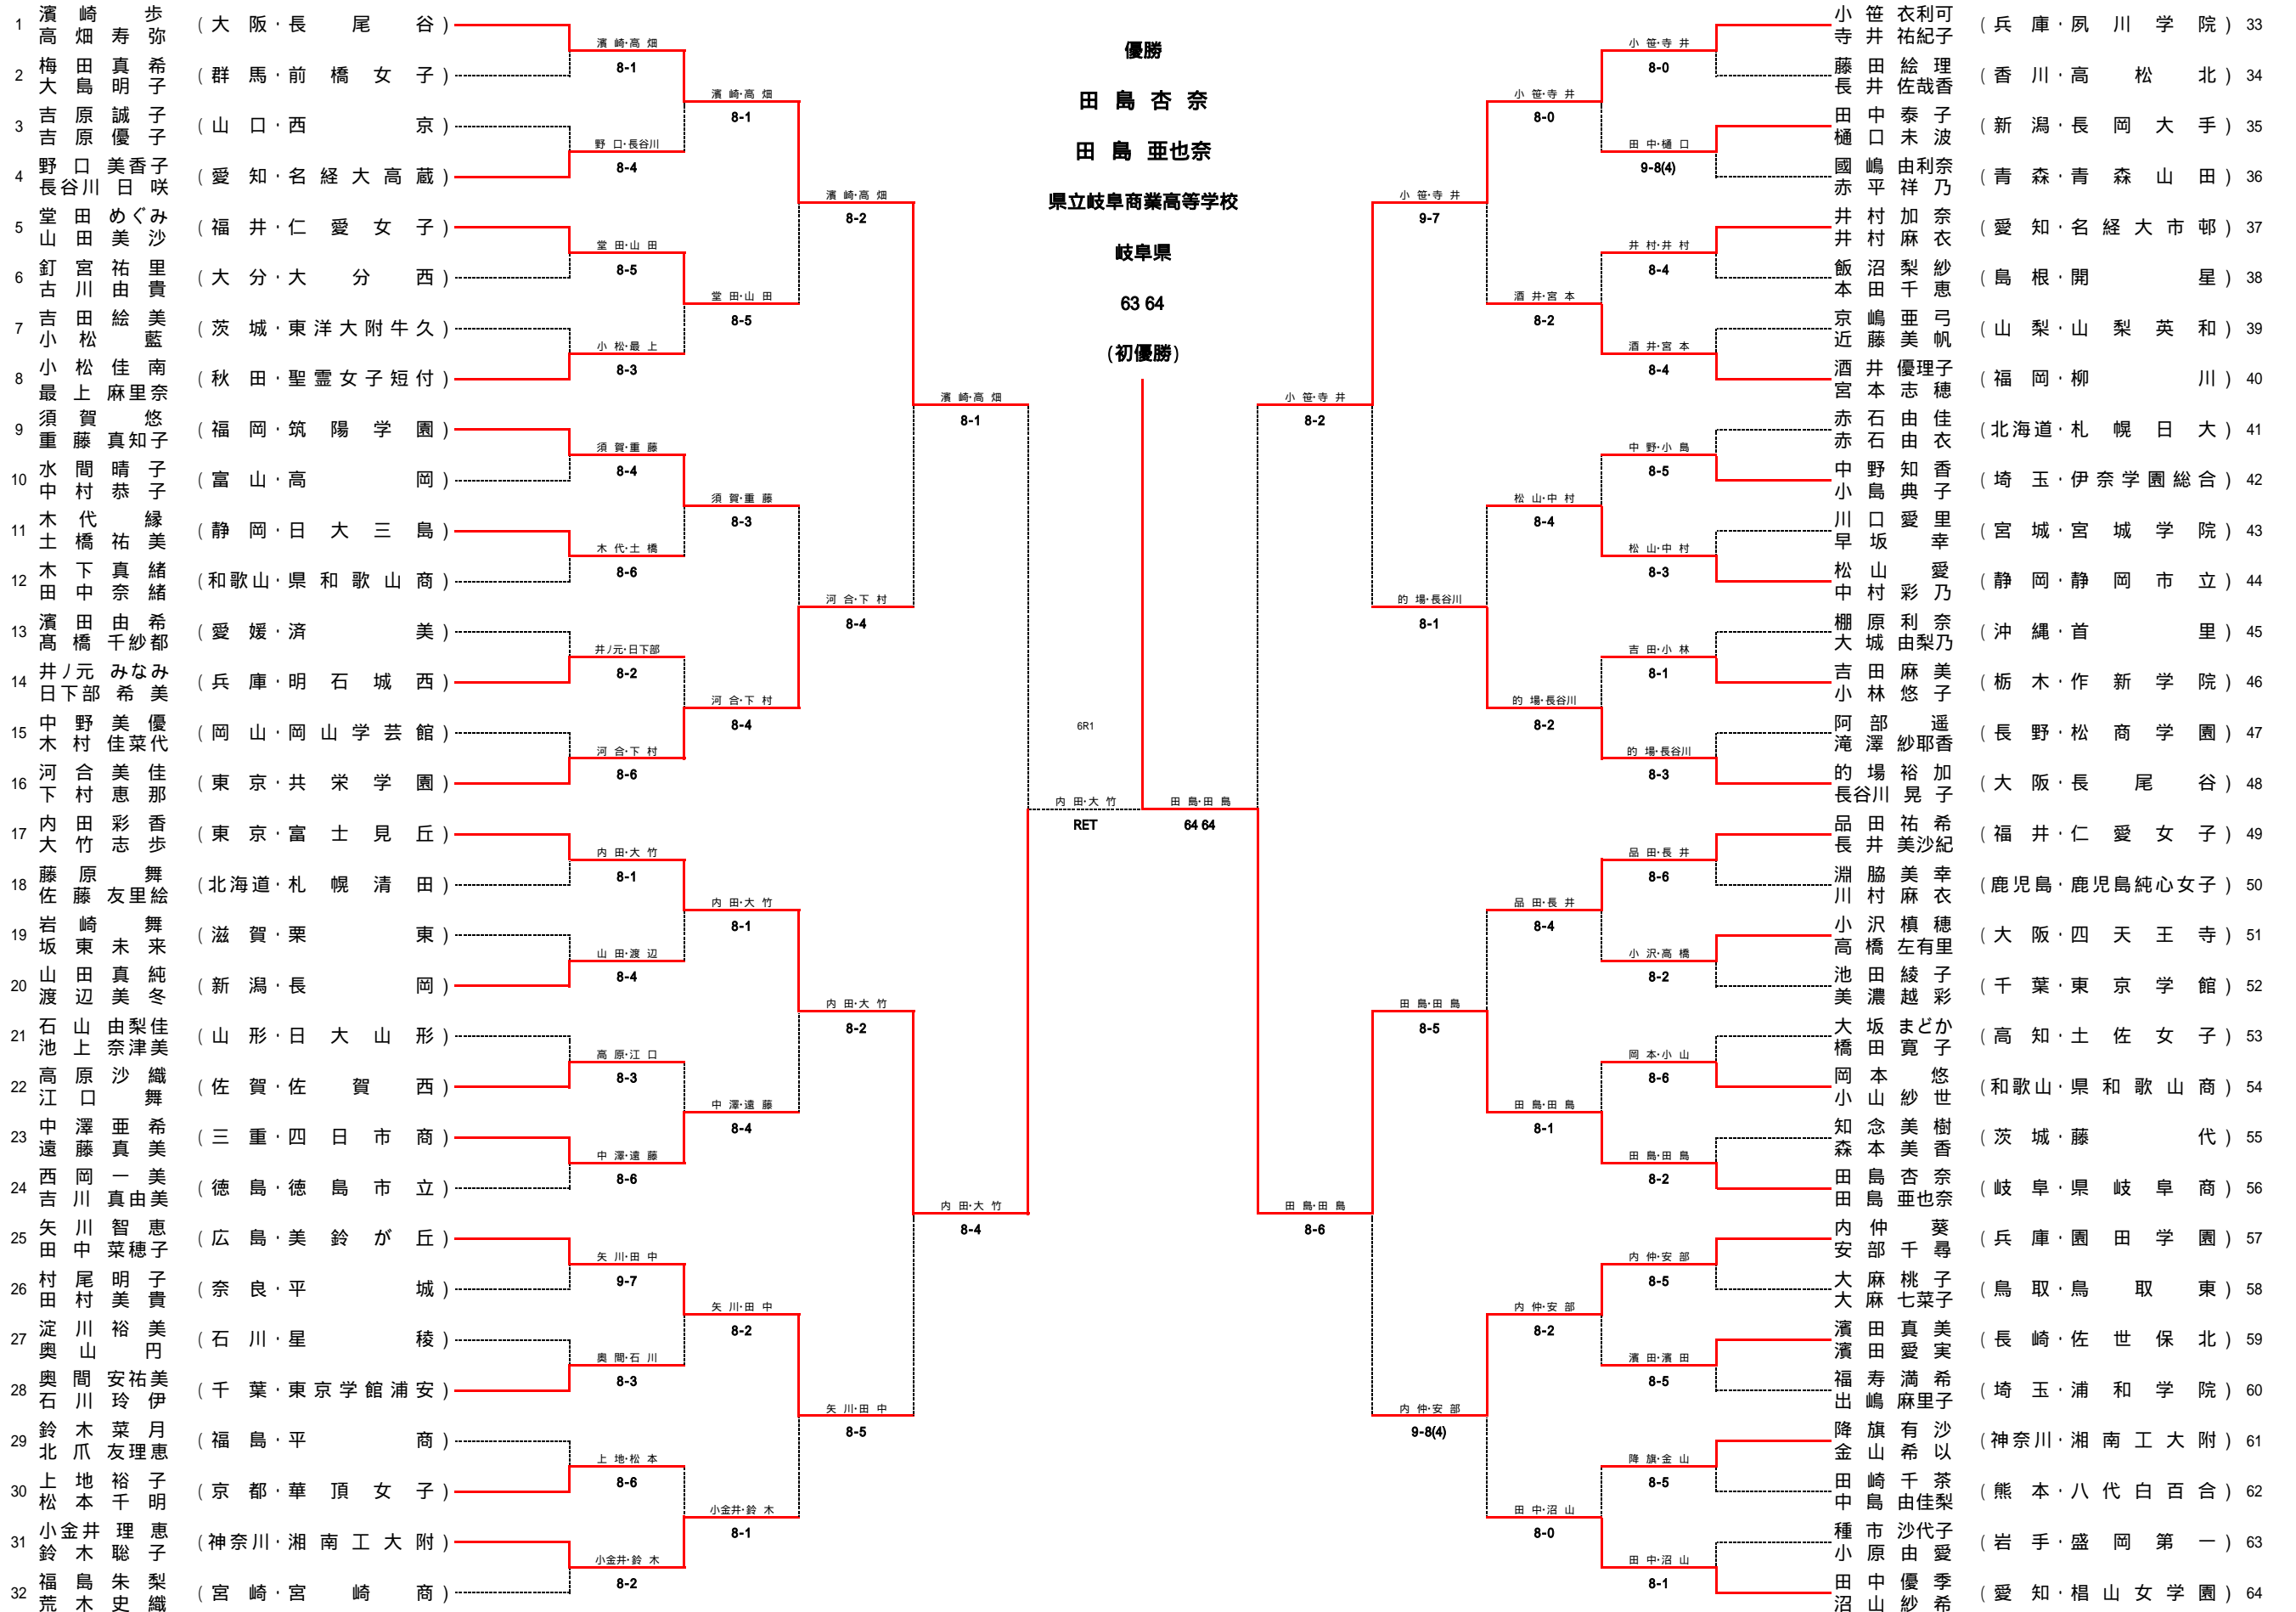 1 濱崎 歩 高畑 寿弥 (大阪・長尾谷)
2 梅田 真希 大島 明子 (群馬・前橋女子)
3 吉原 誠子 吉原 優子 (山口・西京)
4 野口 美香子 長谷川 日咲 (愛知・名経大高蔵)
5 堂田 めぐみ 山田 美沙 (福井・仁愛女子)
6 釘宮 祐里 古川 由貴 (大分・大分西)
7 吉田 絵美 小松 藍 (茨城・東洋大附牛久)
8 小松 佳南 最上 麻里奈 (秋田・聖霊女子短付)
9 須賀 悠 重藤 真知子 (福岡・筑陽学園)
10 水間 晴子 中村 恭子 (富山・高岡)
11 木代 縁 土橋 祐美 (静岡・日大三島)
12 木下 真緒 田中 奈緒 (和歌山・県和歌山商)
13 濱田 由希 髙橋 千紗都 (愛媛・済美)
14 井ノ元 みなみ 日下部 希美 (兵庫・明石城西)
15 中野 美優 木村 佳菜代 (岡山・岡山学芸館)
16 河合 美佳 下村 恵那 (東京・共栄学園)
17 内田 彩香 大竹 志歩 (東京・富士見丘)
18 藤原 舞 佐藤 友里絵 (北海道・札幌清田)
19 岩崎 舞 坂東 未来 (滋賀・栗東)
20 山田 真純 渡辺 美冬 (新潟・長岡)
21 石山 由梨佳 池上 奈津美 (山形・日大山形)
22 高原 沙織 江口 舞 (佐賀・佐賀西)
23 中澤 亜希 遠藤 真美 (三重・四日市商)
24 西岡 一美 吉川 真由美 (徳島・徳島市立)
25 矢川 智恵 田中 菜穂子 (広島・美鈴が丘)
26 村尾 明子 田村 美貴 (奈良・平城)
27 淀川 裕美 奥山 円 (石川・星稜)
28 奥間 安祐美 石川 玲伊 (千葉・東京学館浦安)
29 鈴木 菜月 北爪 友理恵 (福島・平商)
30 上地 裕子 松本 千明 (京都・華頂女子)
31 小金井 理恵 鈴木 聡子 (神奈川・湘南工大附)
32 福島 朱梨 荒木 史織 (宮崎・宮崎商)
濱崎・高畑 8-1
野口・長谷川 8-4
堂田・山田 8-5
小松・最上 8-3
須賀・重藤 8-4
木代・土橋 8-6
井ノ元・日下部 8-2
河合・下村 8-6
内田・大竹 8-1
山田・渡辺 8-4
高原・江口 8-3
中澤・遠藤 8-6
矢川・田中 9-7
奥間・石川 8-3
上地・松本 8-6
小金井・鈴木 8-2
濱崎・高畑 8-1
堂田・山田 8-5
須賀・重藤 8-3
河合・下村 8-4
内田・大竹 8-1
中澤・遠藤 8-4
矢川・田中 8-2
小金井・鈴木 8-1
濱崎・高畑 8-2
河合・下村 8-4
内田・大竹 8-2
矢川・田中 8-5
濱崎・高畑 8-1
内田・大竹 8-4
6R1
内田・大竹 RET
優勝
田島 杏奈
田島 亜也奈
県立岐阜商業高等学校
岐阜県
63 64
(初優勝)
田島・田島 64 64
小笹・寺井 8-2
田島・田島 8-6
小笹・寺井 9-7
的場・長谷川 8-1
田島・田島 8-5
内仲・安部 9-8(4)
小笹・寺井 8-0
酒井・宮本 8-2
松山・中村 8-4
的場・長谷川 8-2
品田・長井 8-4
田島・田島 8-1
内仲・安部 8-2
田中・沼山 8-0
小笹・寺井 8-0
田中・樋口 9-8(4)
井村・井村 8-4
酒井・宮本 8-4
中野・小島 8-5
松山・中村 8-3
吉田・小林 8-1
的場・長谷川 8-3
品田・長井 8-6
小沢・高橋 8-2
岡本・小山 8-6
田島・田島 8-2
内仲・安部 8-5
濱田・濱田 8-5
降旗・金山 8-5
田中・沼山 8-1
小笹 衣利可 寺井 祐紀子 (兵庫・夙川学院) 33
藤田 絵理 長井 佐哉香 (香川・高松北) 34
田中 泰子 樋口 未波 (新潟・長岡大手) 35
國嶋 由利奈 赤平 祥乃 (青森・青森山田) 36
井村 加奈 井村 麻衣 (愛知・名経大市邨) 37
飯沼 梨紗 本田 千恵 (島根・開星) 38
京嶋 亜弓 近藤 美帆 (山梨・山梨英和) 39
酒井 優理子 宮本 志穂 (福岡・柳川) 40
赤石 由佳 赤石 由衣 (北海道・札幌日大) 41
中野 知香 小島 典子 (埼玉・伊奈学園総合) 42
川口 愛里 早坂 幸 (宮城・宮城学院) 43
松山 愛 中村 彩乃 (静岡・静岡市立) 44
棚原 利奈 大城 由梨乃 (沖縄・首里) 45
吉田 麻美 小林 悠子 (栃木・作新学院) 46
阿部 遥 滝澤 紗耶香 (長野・松商学園) 47
的場 裕加 長谷川 晃子 (大阪・長尾谷) 48
品田 祐希 長井 美沙紀 (福井・仁愛女子) 49
淵脇 美幸 川村 麻衣 (鹿児島・鹿児島純心女子) 50
小沢 槙穂 高橋 左有里 (大阪・四天王寺) 51
池田 綾子 美濃越 彩 (千葉・東京学館) 52
大坂 まどか 橋田 寛子 (高知・土佐女子) 53
岡本 悠 小山 紗世 (和歌山・県和歌山商) 54
知念 美樹 森本 美香 (茨城・藤代) 55
田島 杏奈 田島 亜也奈 (岐阜・県岐阜商) 56
内仲 葵 安部 千尋 (兵庫・園田学園) 57
大麻 桃子 大麻 七菜子 (鳥取・鳥取東) 58
濱田 真美 濱田 愛実 (長崎・佐世保北) 59
福寿 満希 出嶋 麻里子 (埼玉・浦和学院) 60
降旗 有沙 金山 希以 (神奈川・湘南工大附) 61
田崎 千茶 中島 由佳梨 (熊本・八代白百合) 62
種市 沙代子 小原 由愛 (岩手・盛岡第一) 63
田中 優季 沼山 紗希 (愛知・椙山女学園) 64